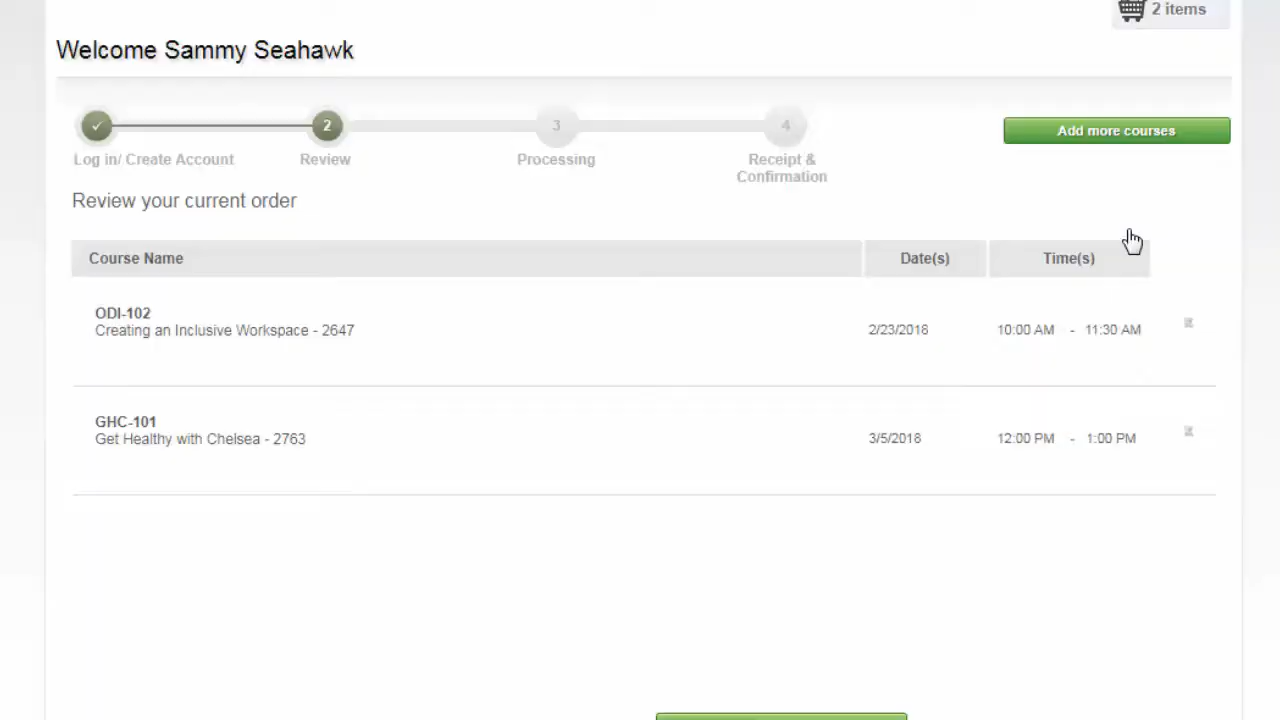 2 items
Welcome Sammy Seahawk
✓ 2 3 4
Add more courses
Log in/ Create Account Review Processing Receipt &
Confirmation
Review your current order
Course Name Date(s) Time(s)
ODI-102
Creating an Inclusive Workspace - 2647 2/23/2018 10:00 AM - 11:30 AM
GHC-101
Get Healthy with Chelsea - 2763 3/5/2018 12:00 PM - 1:00 PM